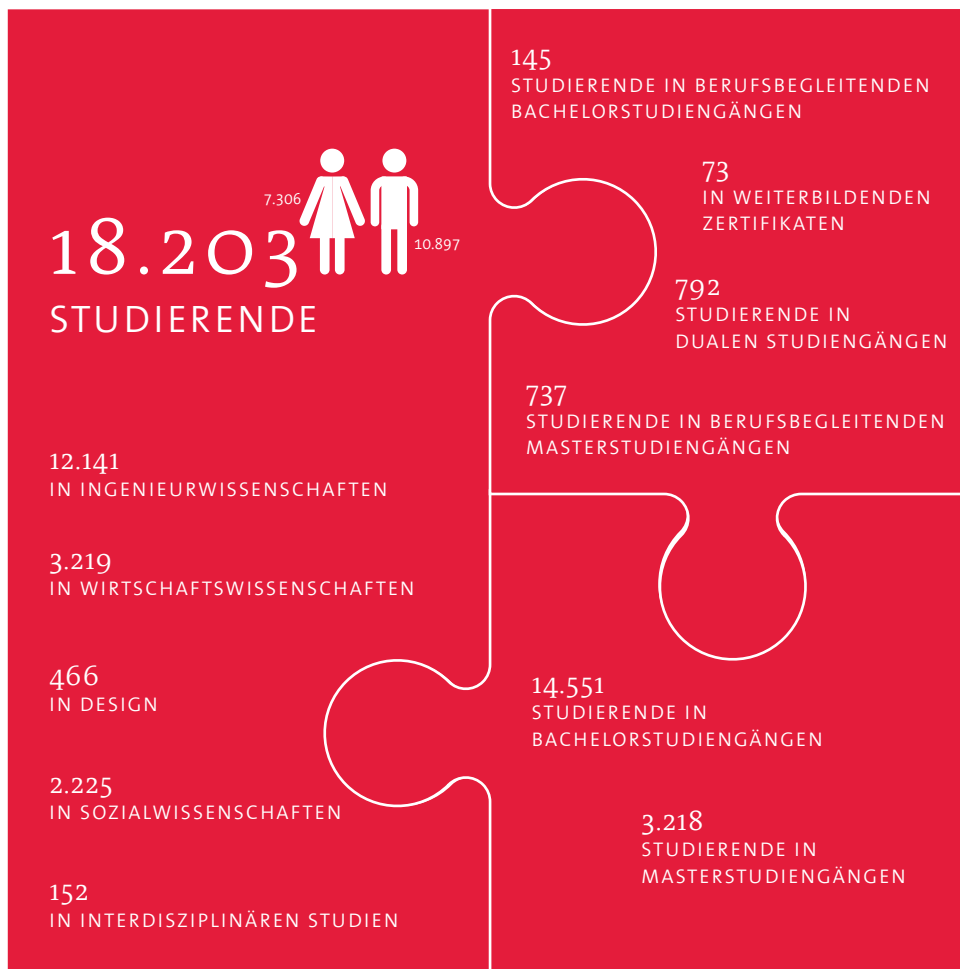 7.306
18.203
10.897
STUDIERENDE
12.141
IN INGENIEURWISSENSCHAFTEN
3.219
IN WIRTSCHAFTSWISSENSCHAFTEN
466
IN DESIGN
2.225
IN SOZIALWISSENSCHAFTEN
152
IN INTERDISZIPLINÄREN STUDIEN
145
STUDIERENDE IN BERUFSBEGLEITENDEN
BACHELORSTUDIENGÄNGEN
73
IN WEITERBILDENDEN
ZERTIFIKATEN
792
STUDIERENDE IN
DUALEN STUDIENGÄNGEN
737
STUDIERENDE IN BERUFSBEGLEITENDEN
MASTERSTUDIENGÄNGEN
14.551
STUDIERENDE IN
BACHELORSTUDIENGÄNGEN
3.218
STUDIERENDE IN
MASTERSTUDIENGÄNGEN